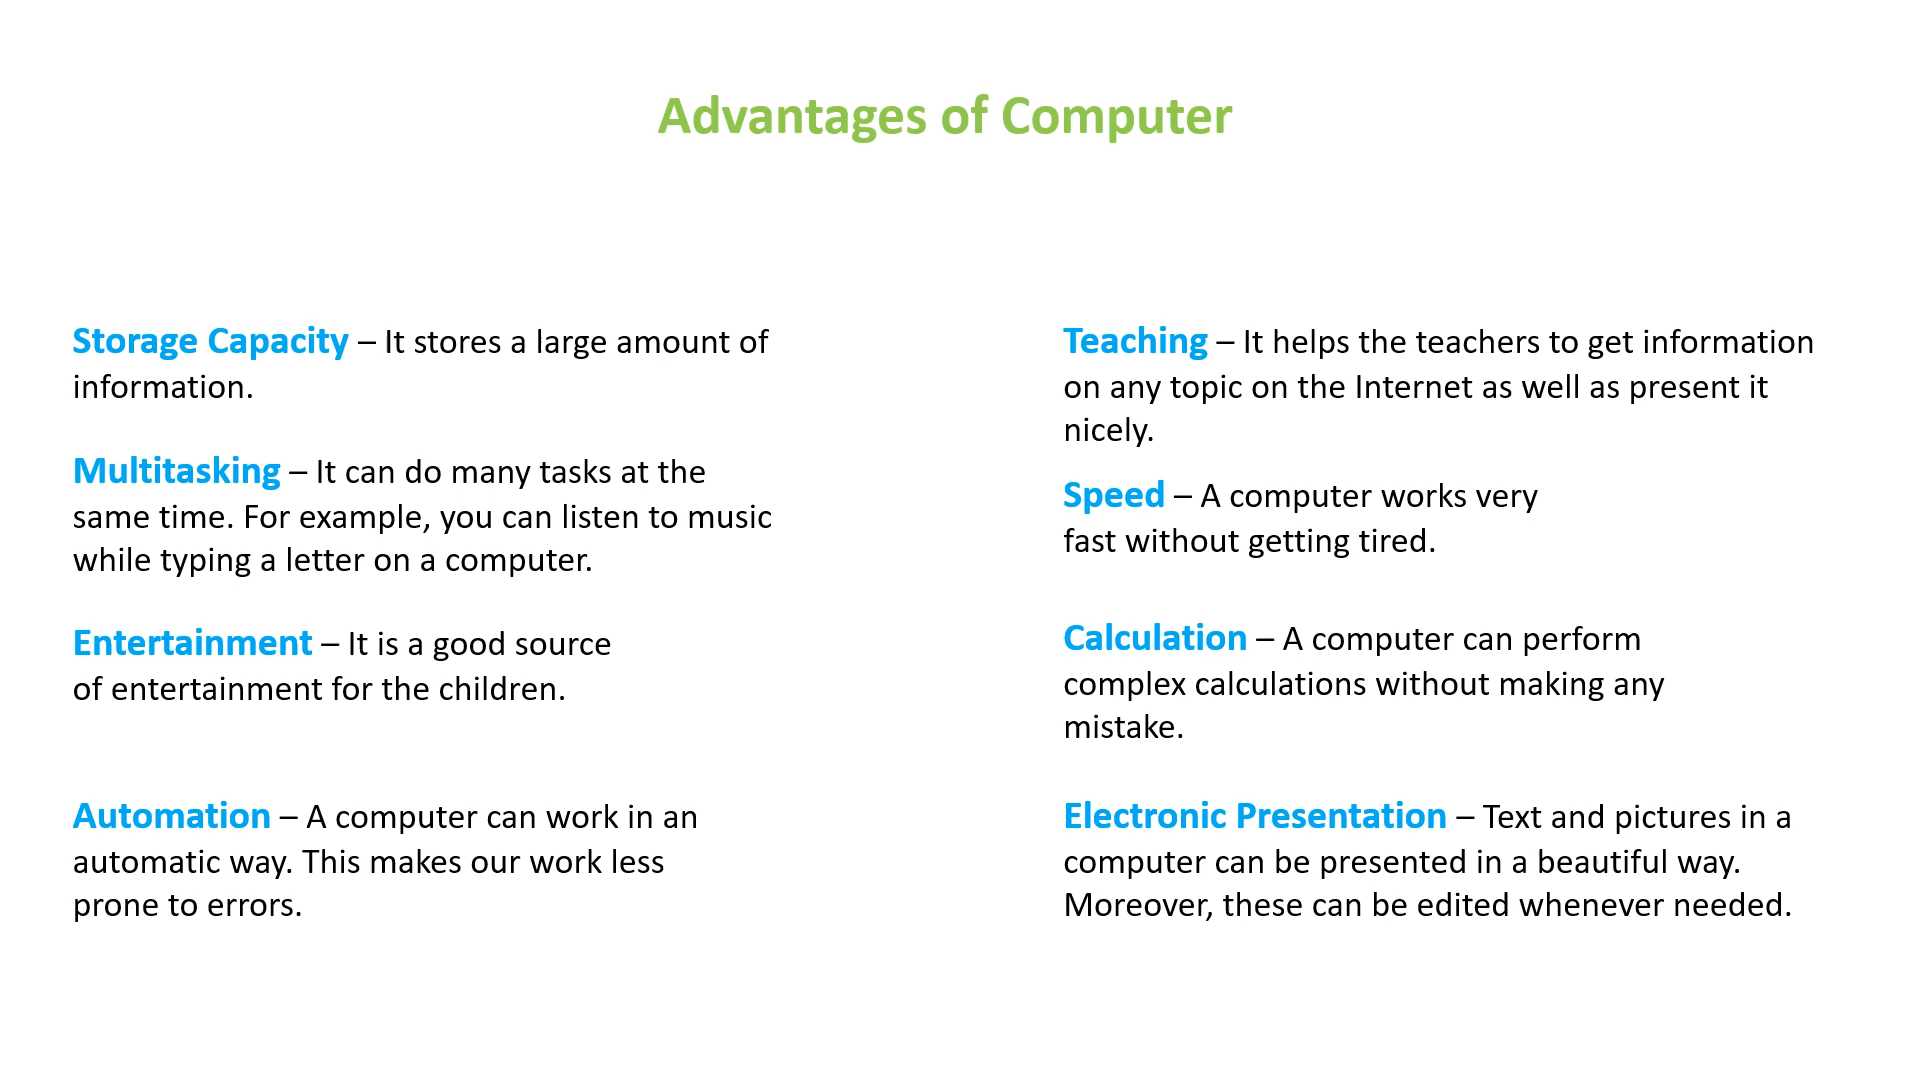 Advantages of Computer
Storage Capacity – It stores a large amount of
information.
Multitasking – It can do many tasks at the
same time. For example, you can listen to music
while typing a letter on a computer.
Entertainment – It is a good source
of entertainment for the children.
Automation – A computer can work in an
automatic way. This makes our work less
prone to errors.
Teaching – It helps the teachers to get information
on any topic on the Internet as well as present it
nicely.
Speed – A computer works very
fast without getting tired.
Calculation – A computer can perform
complex calculations without making any
mistake.
Electronic Presentation – Text and pictures in a
computer can be presented in a beautiful way.
Moreover, these can be edited whenever needed.